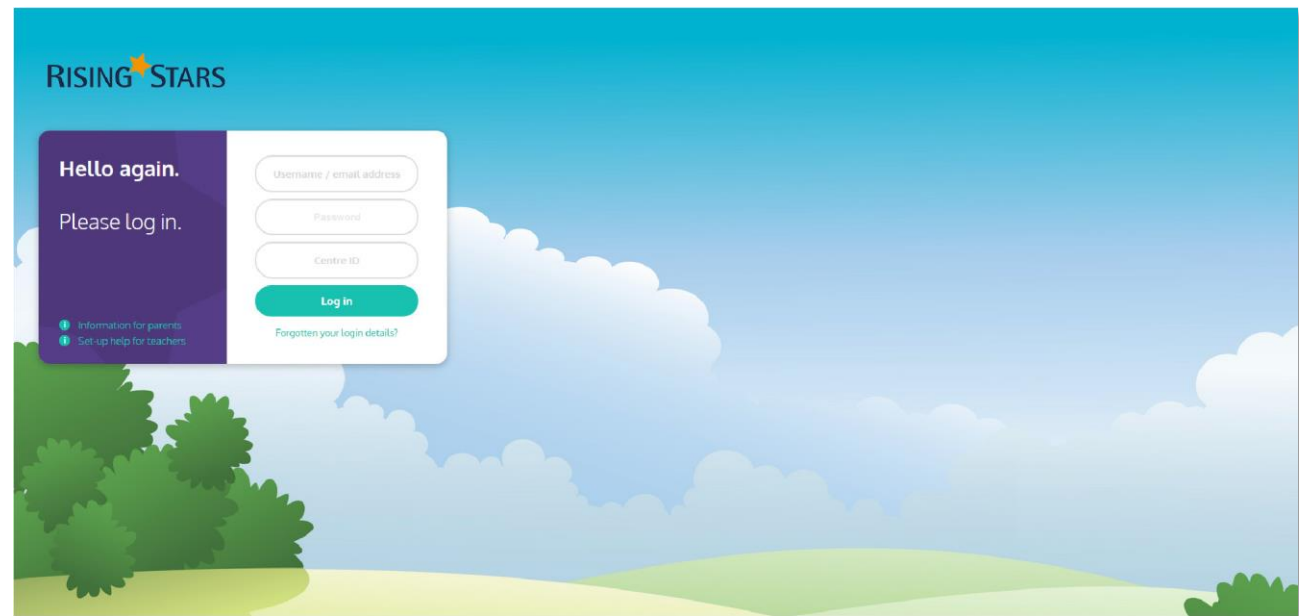 RISING STARS
Hello again.
Please log in.
Information for parents
Set-up help for teachers
Username / email address
Password
Centre ID
Log in
Forgotten your login details?